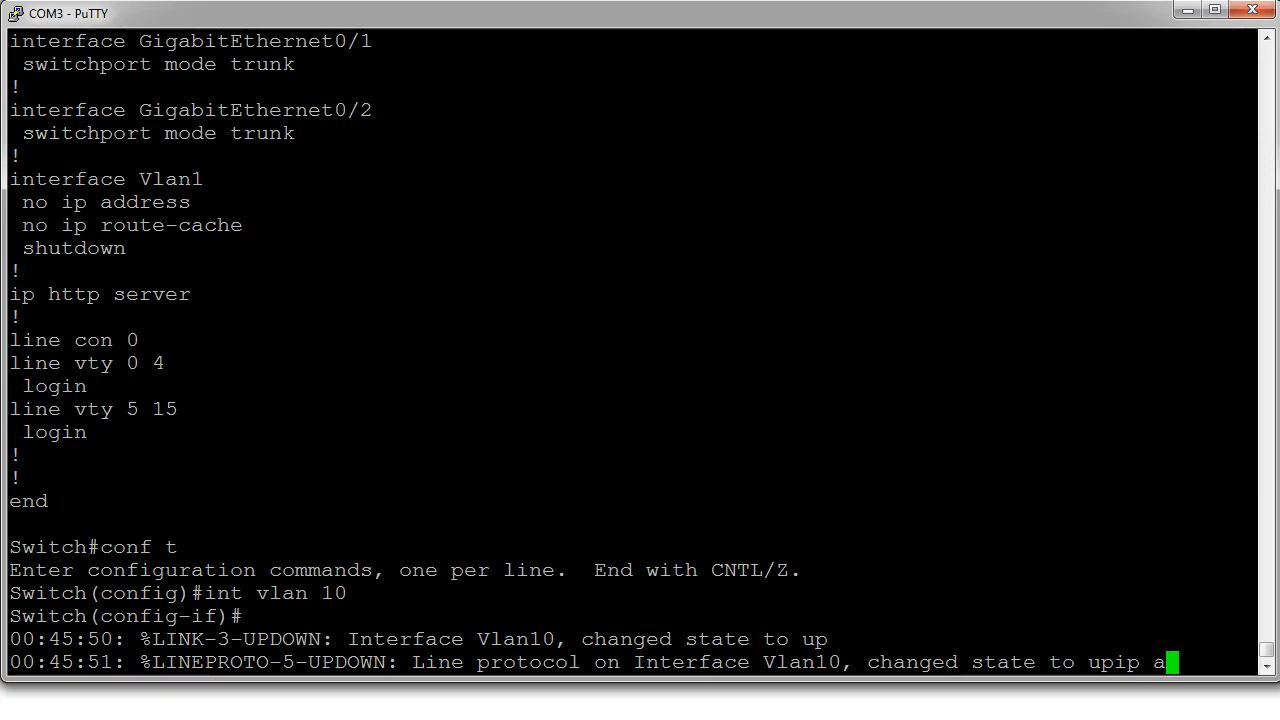 COM3 - PuTTY
interface GigabitEthernet0/1
 switchport mode trunk
!
interface GigabitEthernet0/2
 switchport mode trunk
!
interface Vlan1
 no ip address
 no ip route-cache
 shutdown
!
ip http server
!
line con 0
line vty 0 4
 login
line vty 5 15
 login
!
!
end

Switch#conf t
Enter configuration commands, one per line.  End with CNTL/Z.
Switch(config)#int vlan 10
Switch(config-if)#
00:45:50: %LINK-3-UPDOWN: Interface Vlan10, changed state to up
00:45:51: %LINEPROTO-5-UPDOWN: Line protocol on Interface Vlan10, changed state to upip a